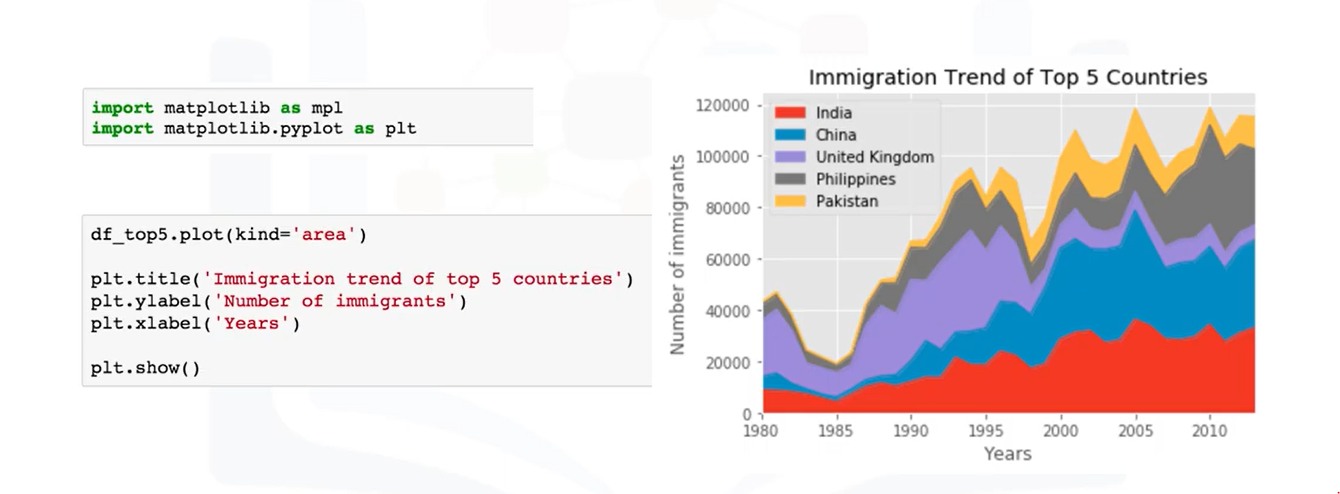 import matplotlib as mpl
import matplotlib.pyplot as plt
df_top5.plot(kind='area')
plt.title('Immigration trend of top 5 countries')
plt.ylabel('Number of immigrants')
plt.xlabel('Years')
plt.show()
Immigration Trend of Top 5 Countries
Number of immigrants
120000
100000
80000
60000
40000
20000
0
India
China
United Kingdom
Philippines
Pakistan
1980 1985 1990 1995 2000 2005 2010
Years